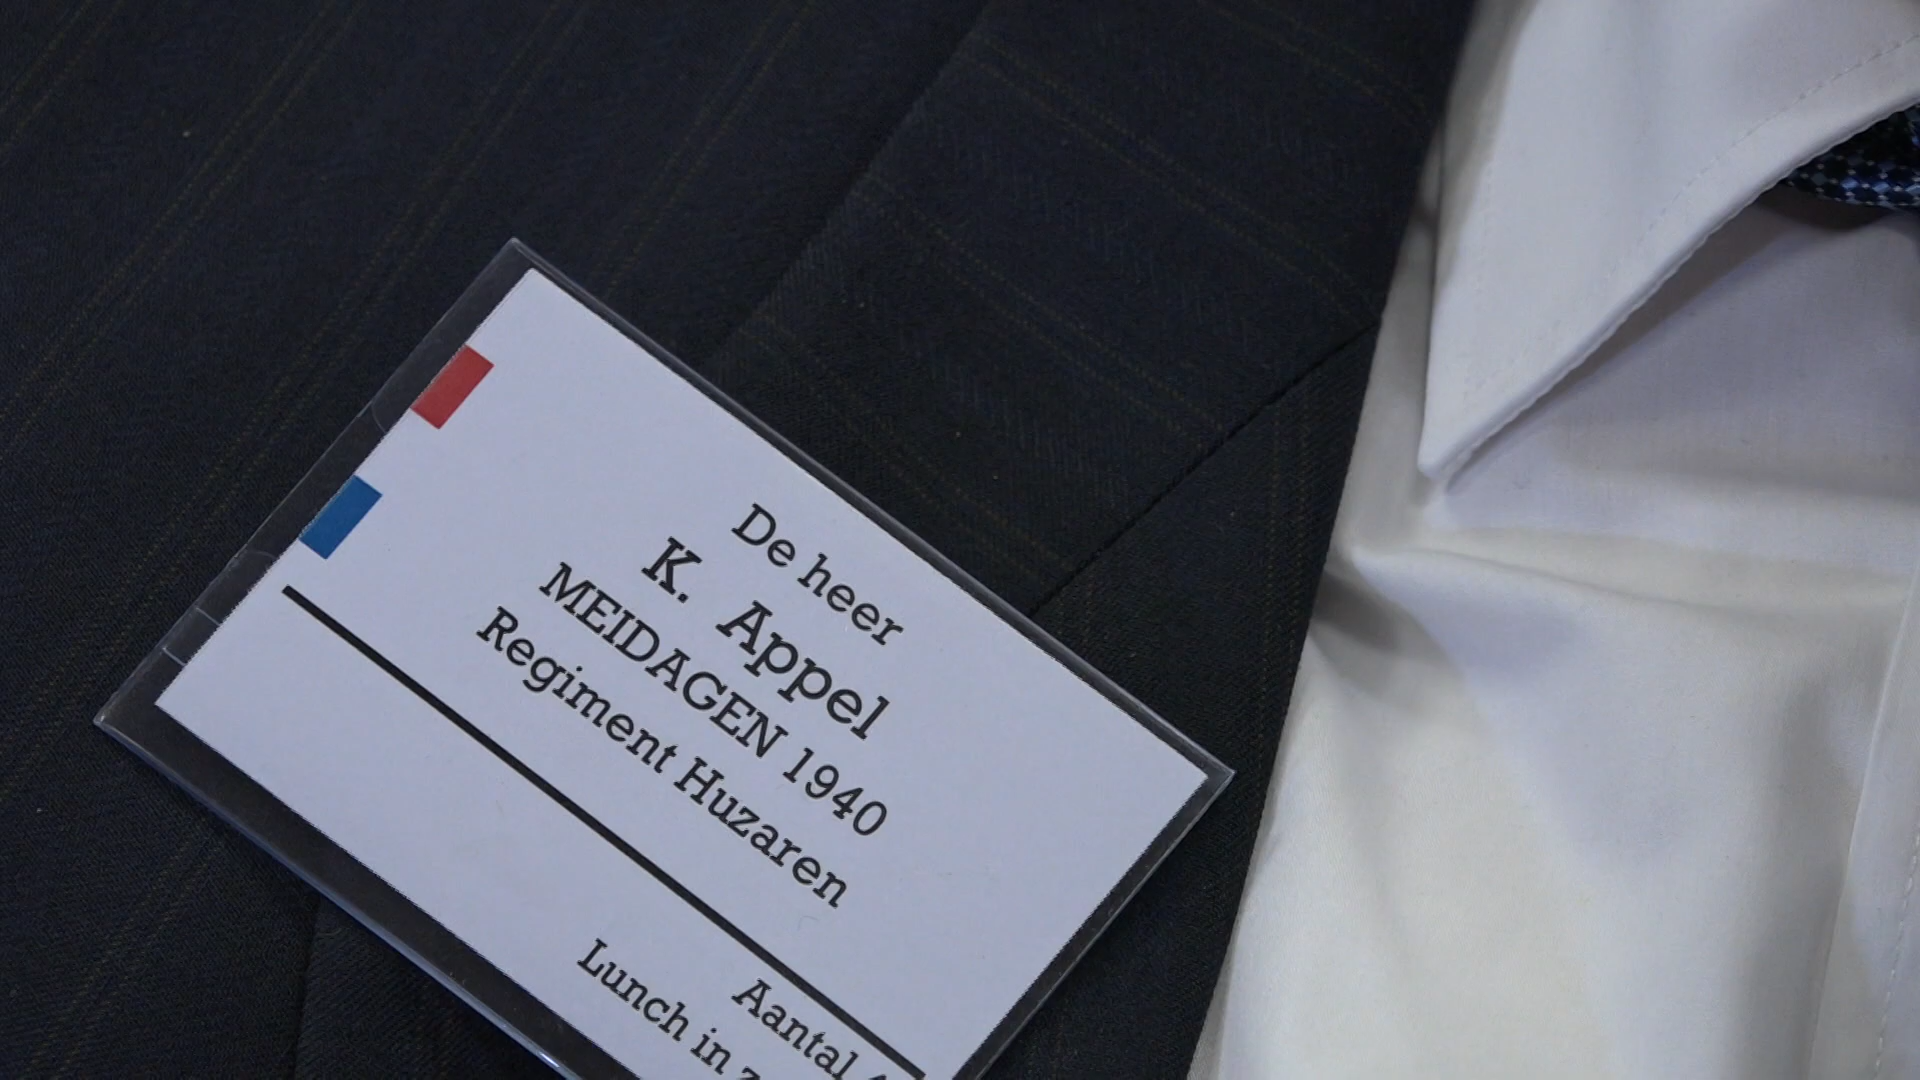 De heer
K. Appel
MEIDAGEN 1940
Regiment Huzaren
Aantal
Lunch in